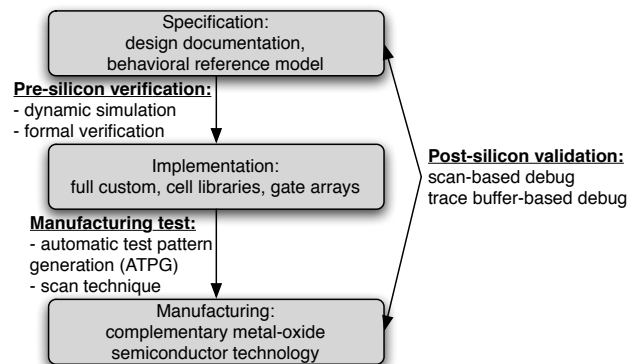 Specification:
design documentation,
behavioral reference model
Pre-silicon verification:
- dynamic simulation
- formal verification
Implementation:
full custom, cell libraries, gate arrays
Post-silicon validation:
scan-based debug
trace buffer-based debug
Manufacturing test:
- automatic test pattern
generation (ATPG)
- scan technique
Manufacturing:
complementary metal-oxide
semiconductor technology